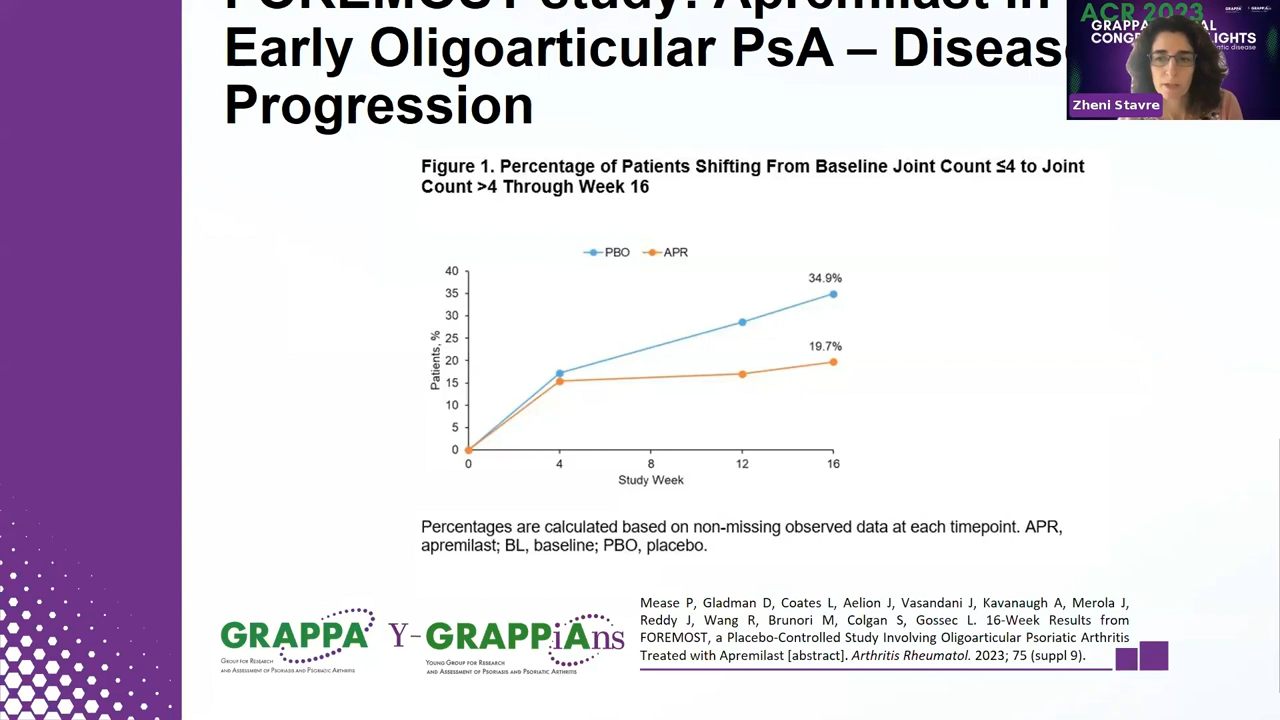 FOREMOST study: Apremilast in
Early Oligoarticular PsA – Disease
Progression
ACR 2023
GRAPPA
CONG
LIGHTS
Zheni Stavre
Figure 1. Percentage of Patients Shifting From Baseline Joint Count ≤4 to Joint
Count >4 Through Week 16
PBO APR
40
35
30
25
20
15
10
5
0
Patients, %
34.9%
19.7%
0 4 8 12 16
Study Week
Percentages are calculated based on non-missing observed data at each timepoint. APR,
apremilast; BL, baseline; PBO, placebo.
GRAPPA
GROUP FOR RESEARCH
AND ASSESSMENT OF PSORIASIS AND PSORIATIC ARTHRITIS
Y-GRAPPiAns
YOUNG GROUP FOR RESEARCH
AND ASSESSMENT OF PSORIASIS AND PSORIATIC ARTHRITIS
Mease P, Gladman D, Coates L, Aelion J, Vasandani J, Kavanaugh A, Merola J,
Reddy J, Wang R, Brunori M, Colgan S, Gossec L. 16-Week Results from
FOREMOST, a Placebo-Controlled Study Involving Oligoarticular Psoriatic Arthritis
Treated with Apremilast [abstract]. Arthritis Rheumatol. 2023; 75 (suppl 9).